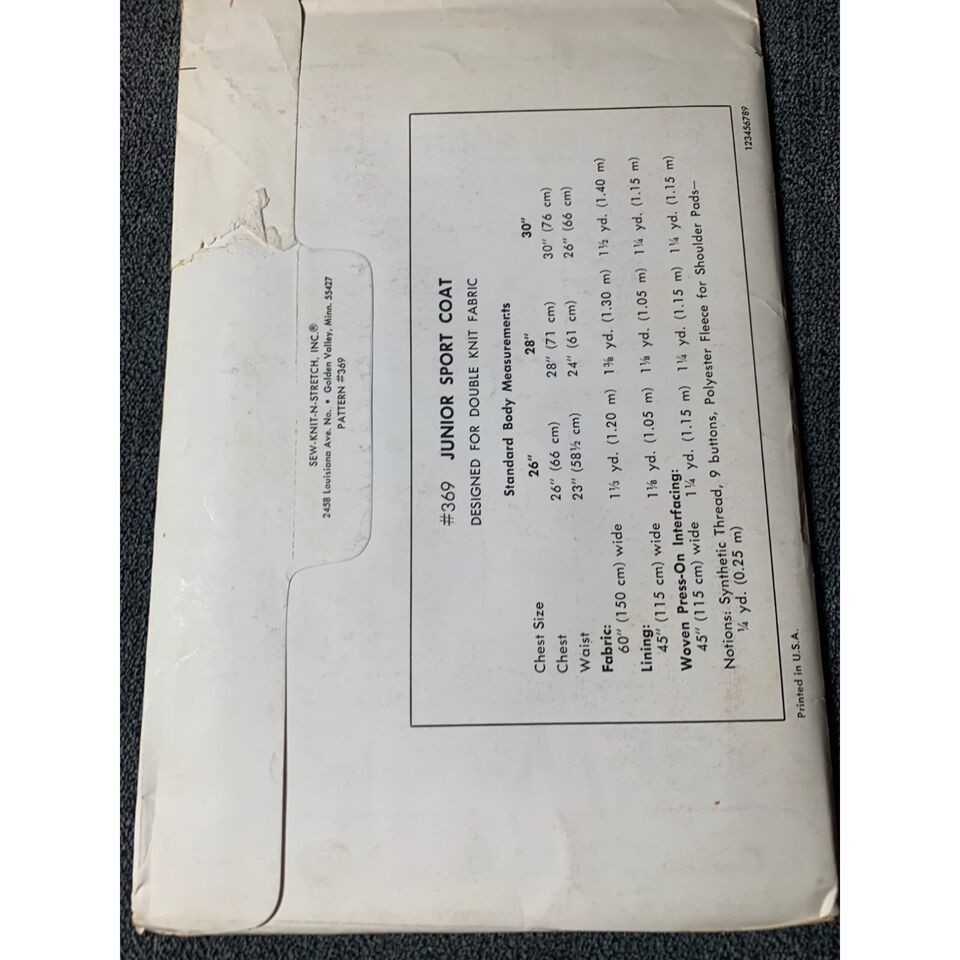 SEW-KNIT-N-STRETCH, INC.®
2458 Louisiana Ave. No. • Golden Valley, Minn. 55427
PATTERN #369
#369 JUNIOR SPORT COAT
DESIGNED FOR DOUBLE KNIT FABRIC
Standard Body Measurements
Chest Size 26" 28" 30"
Chest 26" (66 cm) 28" (71 cm) 30" (76 cm)
Waist 23" (58½ cm) 24" (61 cm) 26" (66 cm)
Fabric:
60" (150 cm) wide 1⅓ yd. (1.20 m) 1⅜ yd. (1.30 m) 1½ yd. (1.40 m)
Lining:
45" (115 cm) wide 1⅛ yd. (1.05 m) 1⅛ yd. (1.05 m) 1¼ yd. (1.15 m)
Woven Press-On Interfacing:
45" (115 cm) wide 1¼ yd. (1.15 m) 1¼ yd. (1.15 m) 1¼ yd. (1.15 m)
Notions: Synthetic Thread, 9 buttons, Polyester Fleece for Shoulder Pads—
¼ yd. (0.25 m)
Printed in U.S.A.
123456789